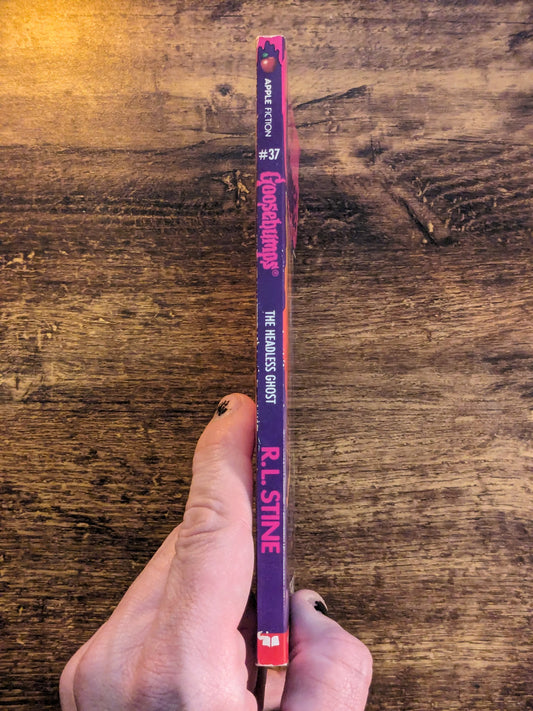 APPLE FICTION
#37
Goosebumps®
THE HEADLESS GHOST
R.L. STINE